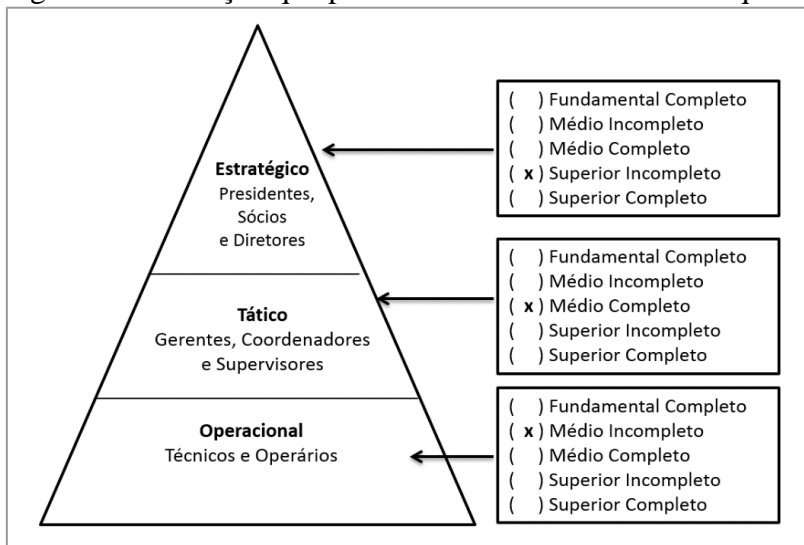 Estratégico
Presidentes,
Sócios
e Diretores
( ) Fundamental Completo
( ) Médio Incompleto
( ) Médio Completo
( x ) Superior Incompleto
( ) Superior Completo
Tático
Gerentes, Coordenadores
e Supervisores
( ) Fundamental Completo
( ) Médio Incompleto
( x ) Médio Completo
( ) Superior Incompleto
( ) Superior Completo
Operacional
Técnicos e Operários
( ) Fundamental Completo
( x ) Médio Incompleto
( ) Médio Completo
( ) Superior Incompleto
( ) Superior Completo